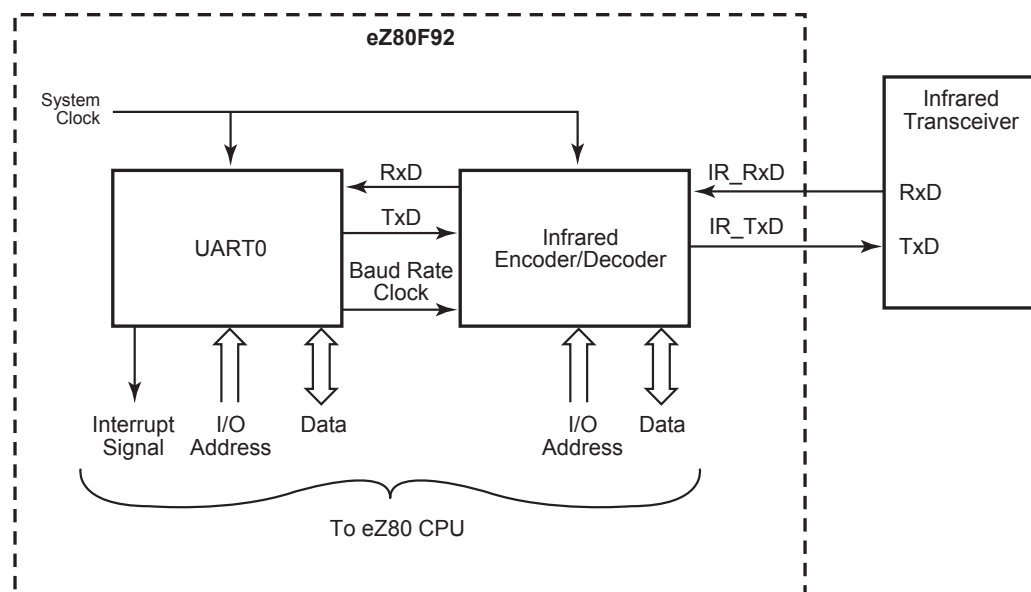 eZ80F92
System
Clock
Infrared
Transceiver
RxD
IR_RxD
RxD
TxD
IR_TxD
TxD
UART0
Infrared
Encoder/Decoder
Baud Rate
Clock
Interrupt
Signal
I/O
Address
Data
I/O
Address
Data
To eZ80 CPU